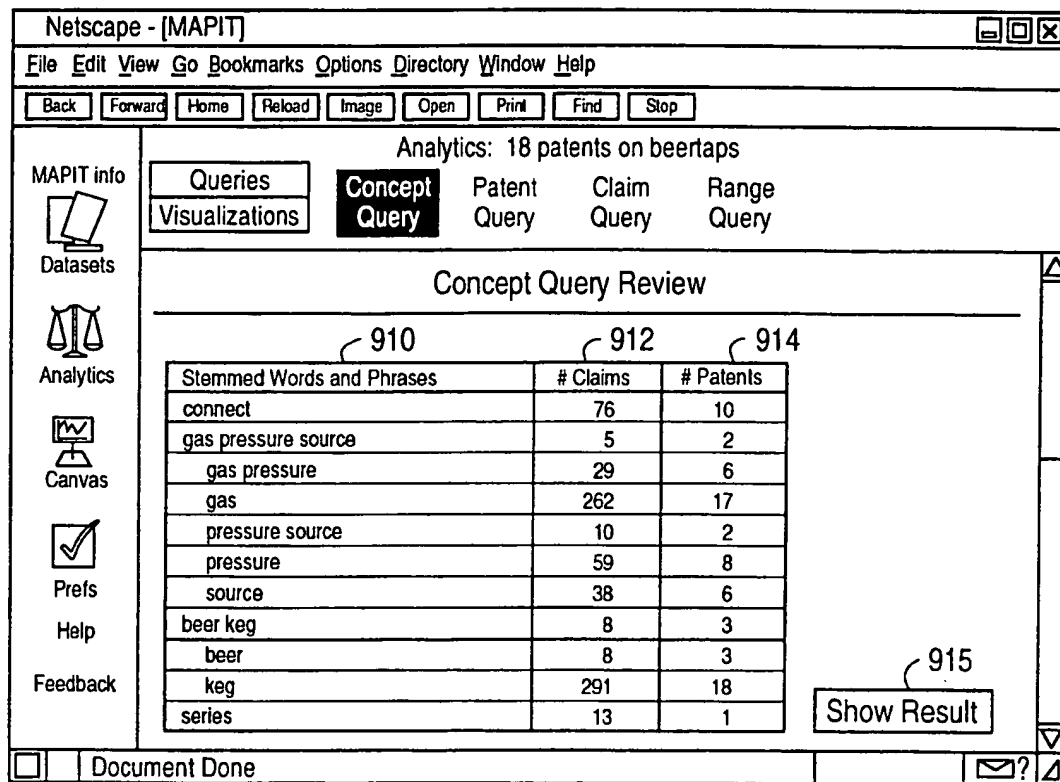 Netscape - [MAPIT]
File Edit View Go Bookmarks Options Directory Window Help
Back Forward Home Reload Image Open Print Find Stop
MAPIT info
Datasets
Analytics
Canvas
Prefs
Help
Feedback
Analytics: 18 patents on beertaps
Queries
Visualizations
Concept Query
Patent Query
Claim Query
Range Query
Concept Query Review
910 912 914
Stemmed Words and Phrases # Claims # Patents
connect 76 10
gas pressure source 5 2
gas pressure 29 6
gas 262 17
pressure source 10 2
pressure 59 8
source 38 6
beer keg 8 3
beer 8 3
keg 291 18
series 13 1
915
Show Result
Document Done
?